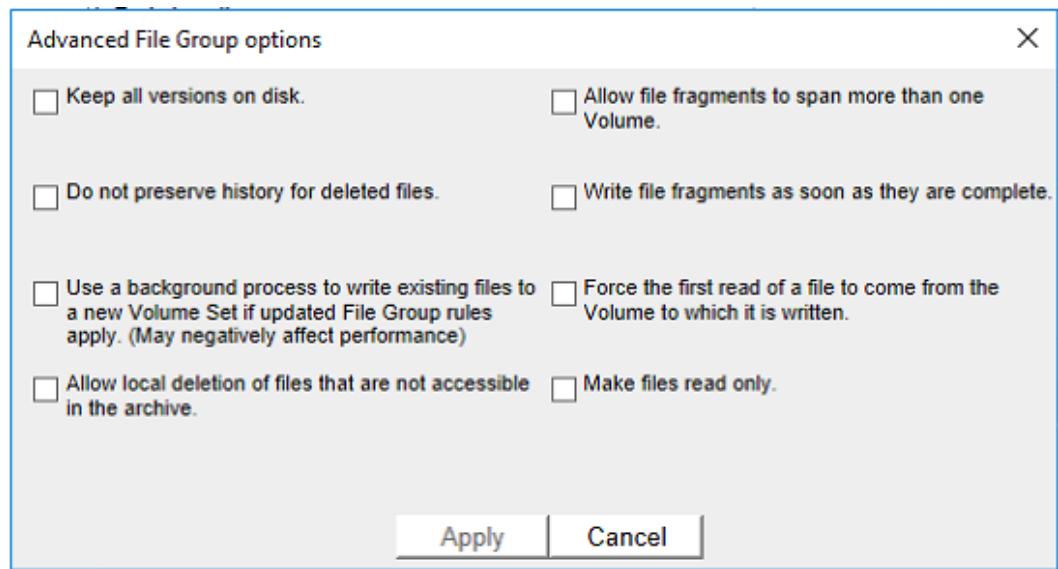 Advanced File Group options
Keep all versions on disk.
Allow file fragments to span more than one
Volume.
Do not preserve history for deleted files.
Write file fragments as soon as they are complete.
Use a background process to write existing files to
a new Volume Set if updated File Group rules
apply. (May negatively affect performance)
Force the first read of a file to come from the
Volume to which it is written.
Allow local deletion of files that are not accessible
in the archive.
Make files read only.
Apply
Cancel